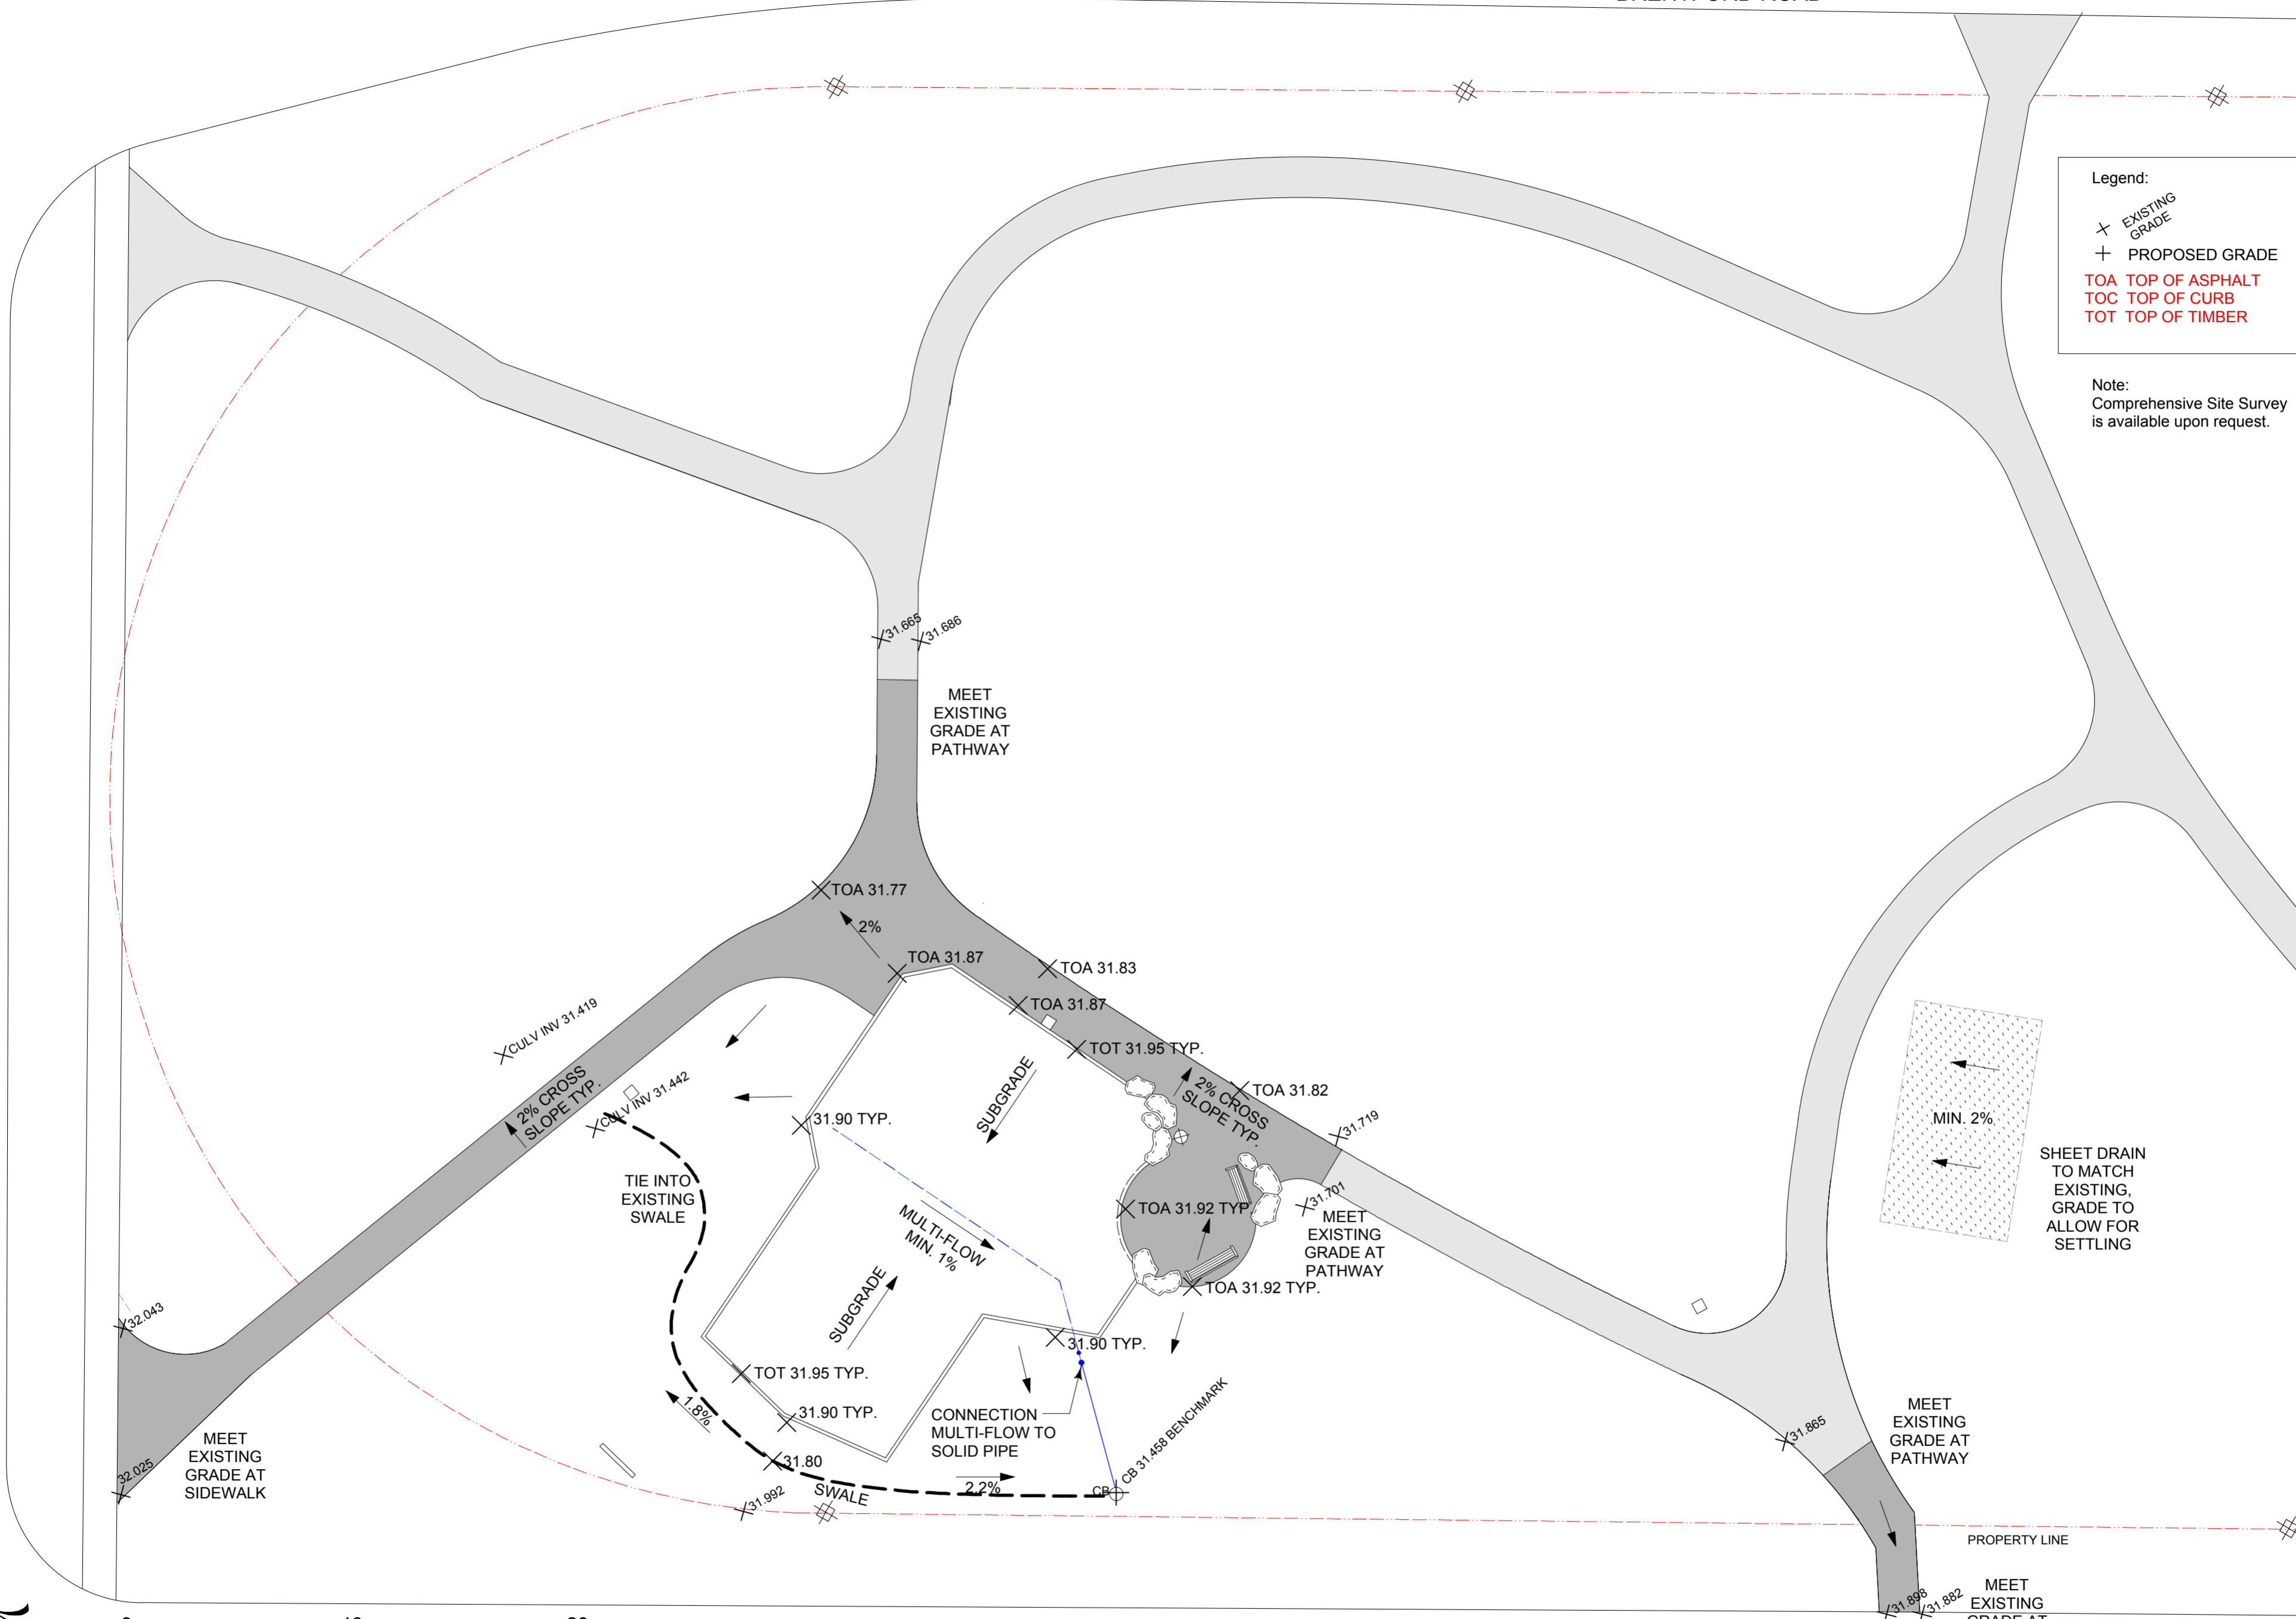 Legend:
EXISTING
GRADE
PROPOSED GRADE
TOA TOP OF ASPHALT
TOC TOP OF CURB
TOT TOP OF TIMBER
Note:
Comprehensive Site Survey
is available upon request.
31.665
31.686
MEET
EXISTING
GRADE AT
PATHWAY
TOA 31.77
2%
TOA 31.87
TOA 31.83
TOA 31.87
TOT 31.95 TYP.
CULV INV 31.419
2% CROSS
SLOPE TYP.
CULV INV 31.442
31.90 TYP.
SUBGRADE
2% CROSS
SLOPE TYP.
TOA 31.82
31.719
MIN. 2%
SHEET DRAIN
TO MATCH
EXISTING,
GRADE TO
ALLOW FOR
SETTLING
TIE INTO
EXISTING
SWALE
MULTI-FLOW
MIN. 1%
TOA 31.92 TYP.
31.701
MEET
EXISTING
GRADE AT
PATHWAY
SUBGRADE
TOA 31.92 TYP.
32.043
31.90 TYP.
TOT 31.95 TYP.
1.8%
31.90 TYP.
CONNECTION
MULTI-FLOW TO
SOLID PIPE
CB 31.458 BENCHMARK
31.865
MEET
EXISTING
GRADE AT
PATHWAY
MEET
EXISTING
GRADE AT
SIDEWALK
32.025
31.80
2.2%
CB
SWALE
31.992
PROPERTY LINE
31.898
31.882
MEET
EXISTING